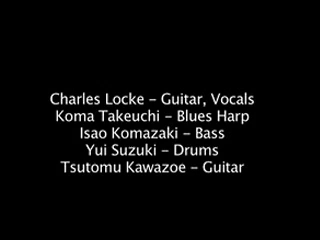 Charles Locke - Guitar, Vocals
Koma Takeuchi - Blues Harp
Isao Komazaki - Bass
Yui Suzuki - Drums
Tsutomu Kawazoe - Guitar